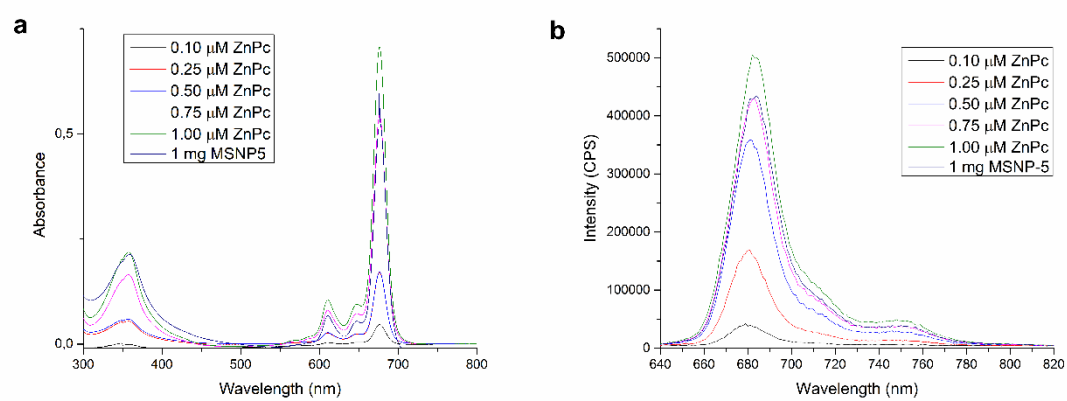 a
0.10 µM ZnPc
0.25 µM ZnPc
0.50 µM ZnPc
0.75 µM ZnPc
1.00 µM ZnPc
1 mg MSNP5
Absorbance
0,5
0,0
300 400 500 600 700 800
Wavelength (nm)
b
0.10 µM ZnPc
0.25 µM ZnPc
0.50 µM ZnPc
0.75 µM ZnPc
1.00 µM ZnPc
1 mg MSNP-5
Intensity (CPS)
500000
400000
300000
200000
100000
0
640 660 680 700 720 740 760 780 800 820
Wavelength (nm)